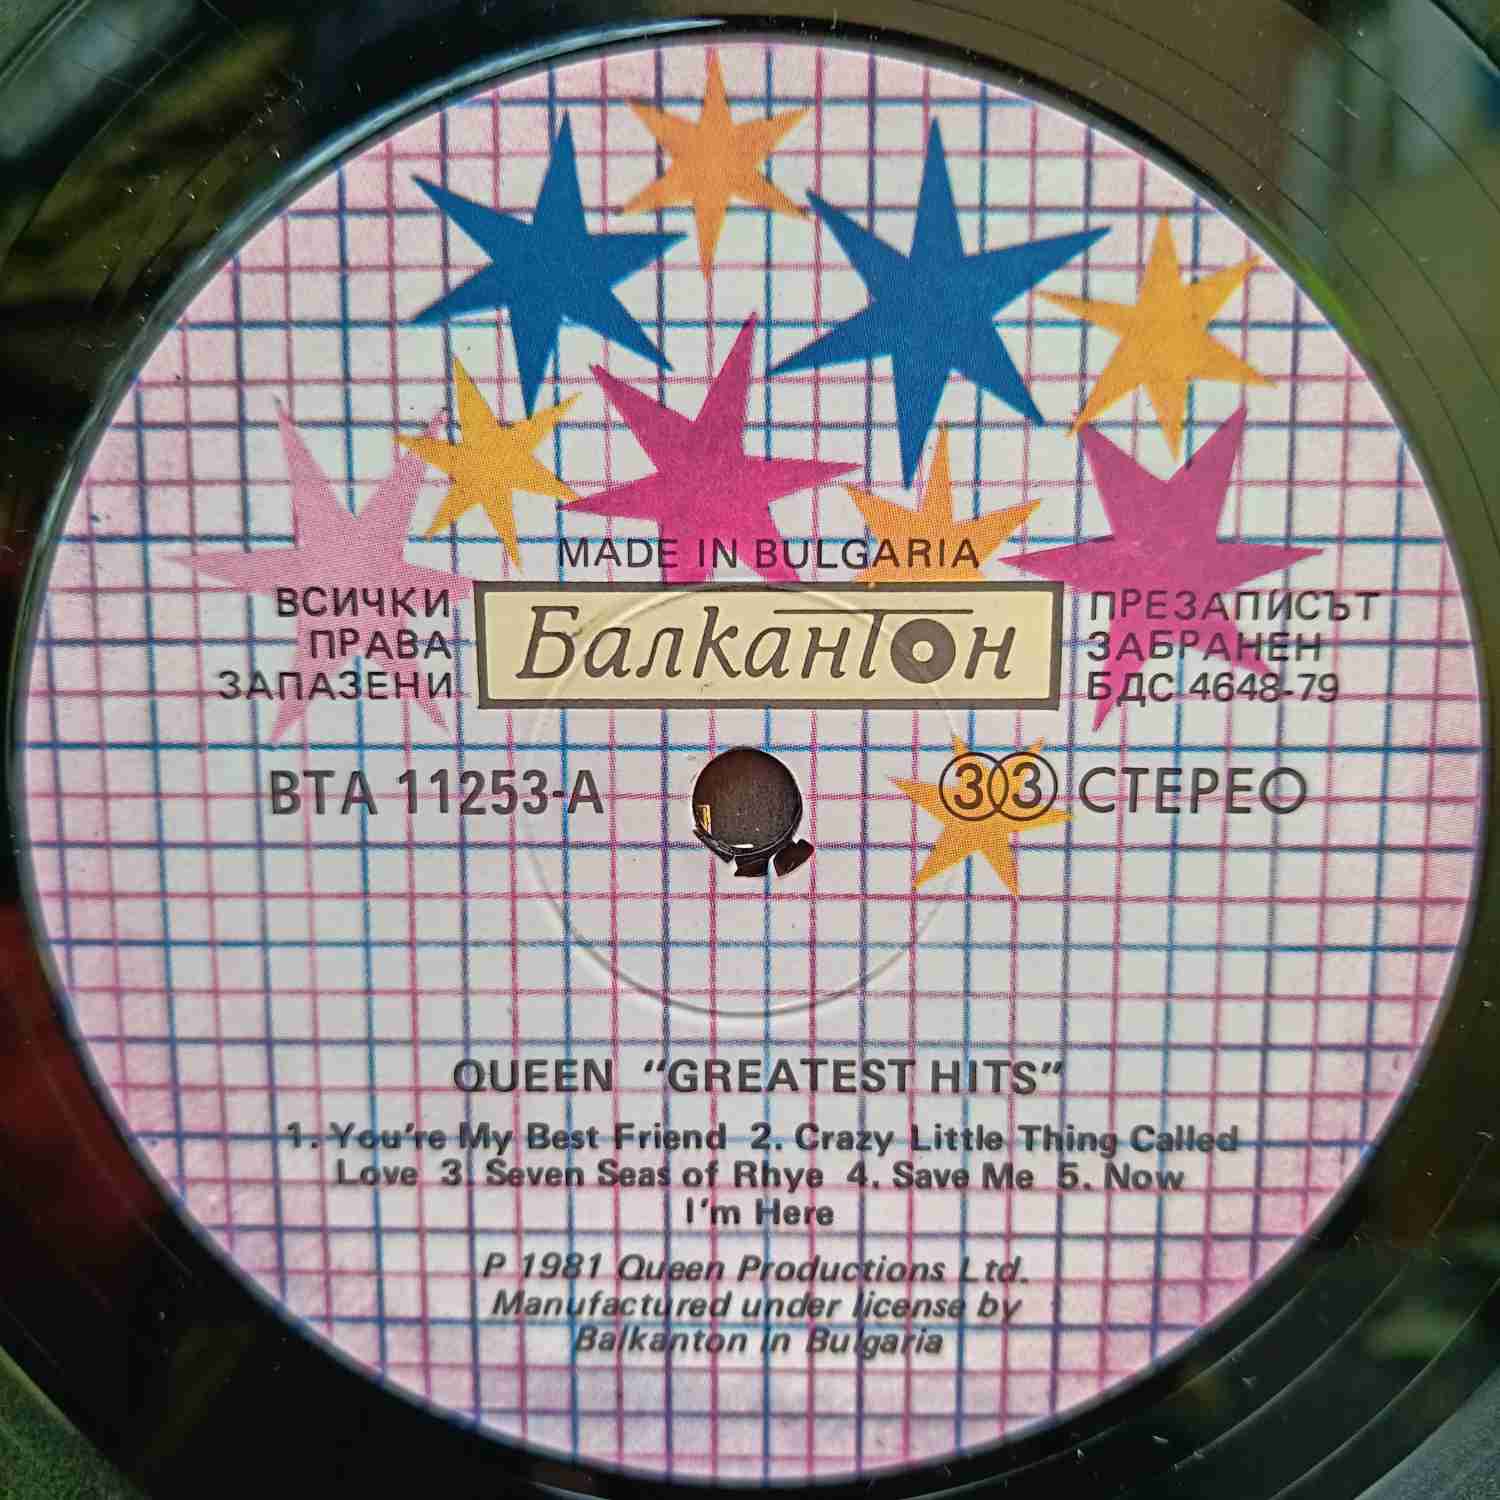 MADE IN BULGARIA
ВСИЧКИ
ПРАВА
ЗАПАЗЕНИ
Балкантон
ПРЕЗАПИСЪТ
ЗАБРАНЕН
БДС 4648-79
ВТА 11253-А
33 СТЕРЕО
QUEEN "GREATEST HITS"
1. You're My Best Friend 2. Crazy Little Thing Called
Love 3. Seven Seas of Rhye 4. Save Me 5. Now
I'm Here
P 1981 Queen Productions Ltd.
Manufactured under license by
Balkanton in Bulgaria